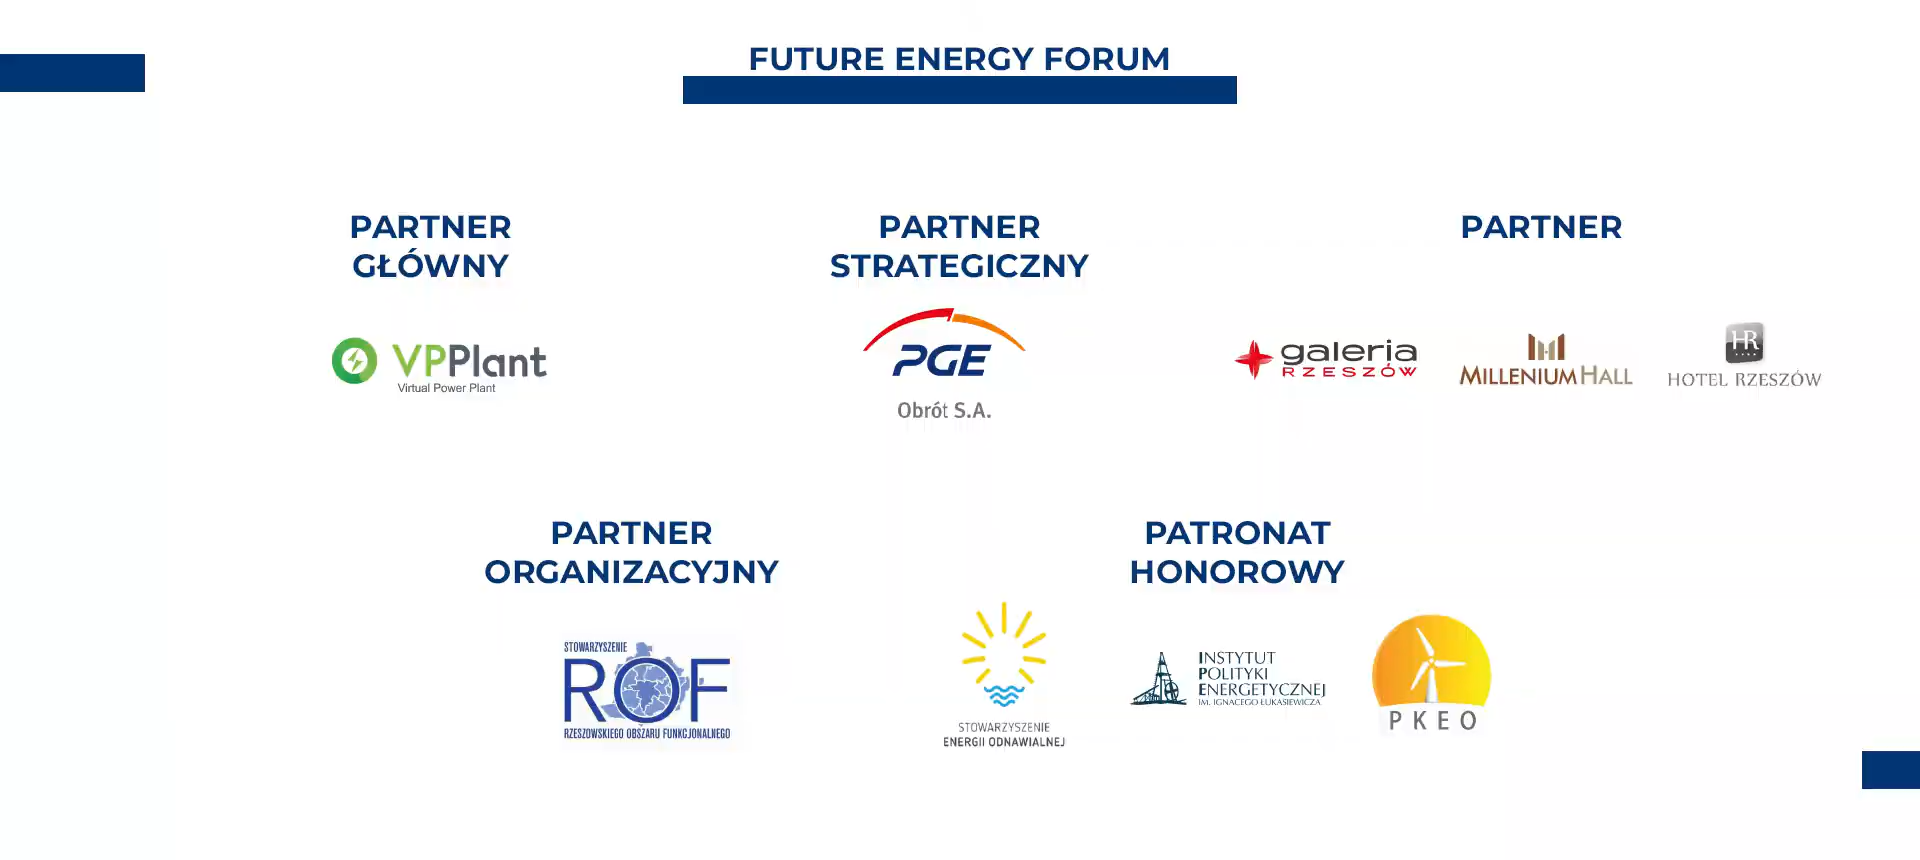 FUTURE ENERGY FORUM
PARTNER
GŁÓWNY
VPPlant
Virtual Power Plant
PARTNER
STRATEGICZNY
PGE
Obrót S.A.
PARTNER
galeria
RZESZÓW
MILLENIUM HALL
HR
HOTEL RZESZÓW
PARTNER
ORGANIZACYJNY
STOWARZYSZENIE
ROF
RZESZOWSKIEGO OBSZARU FUNKCJONALNEGO
PATRONAT
HONOROWY
STOWARZYSZENIE
ENERGII ODNAWIALNEJ
INSTYTUT
POLITYKI
ENERGETYCZNEJ
IM. IGNACEGO ŁUKASIEWICZA
PKEO